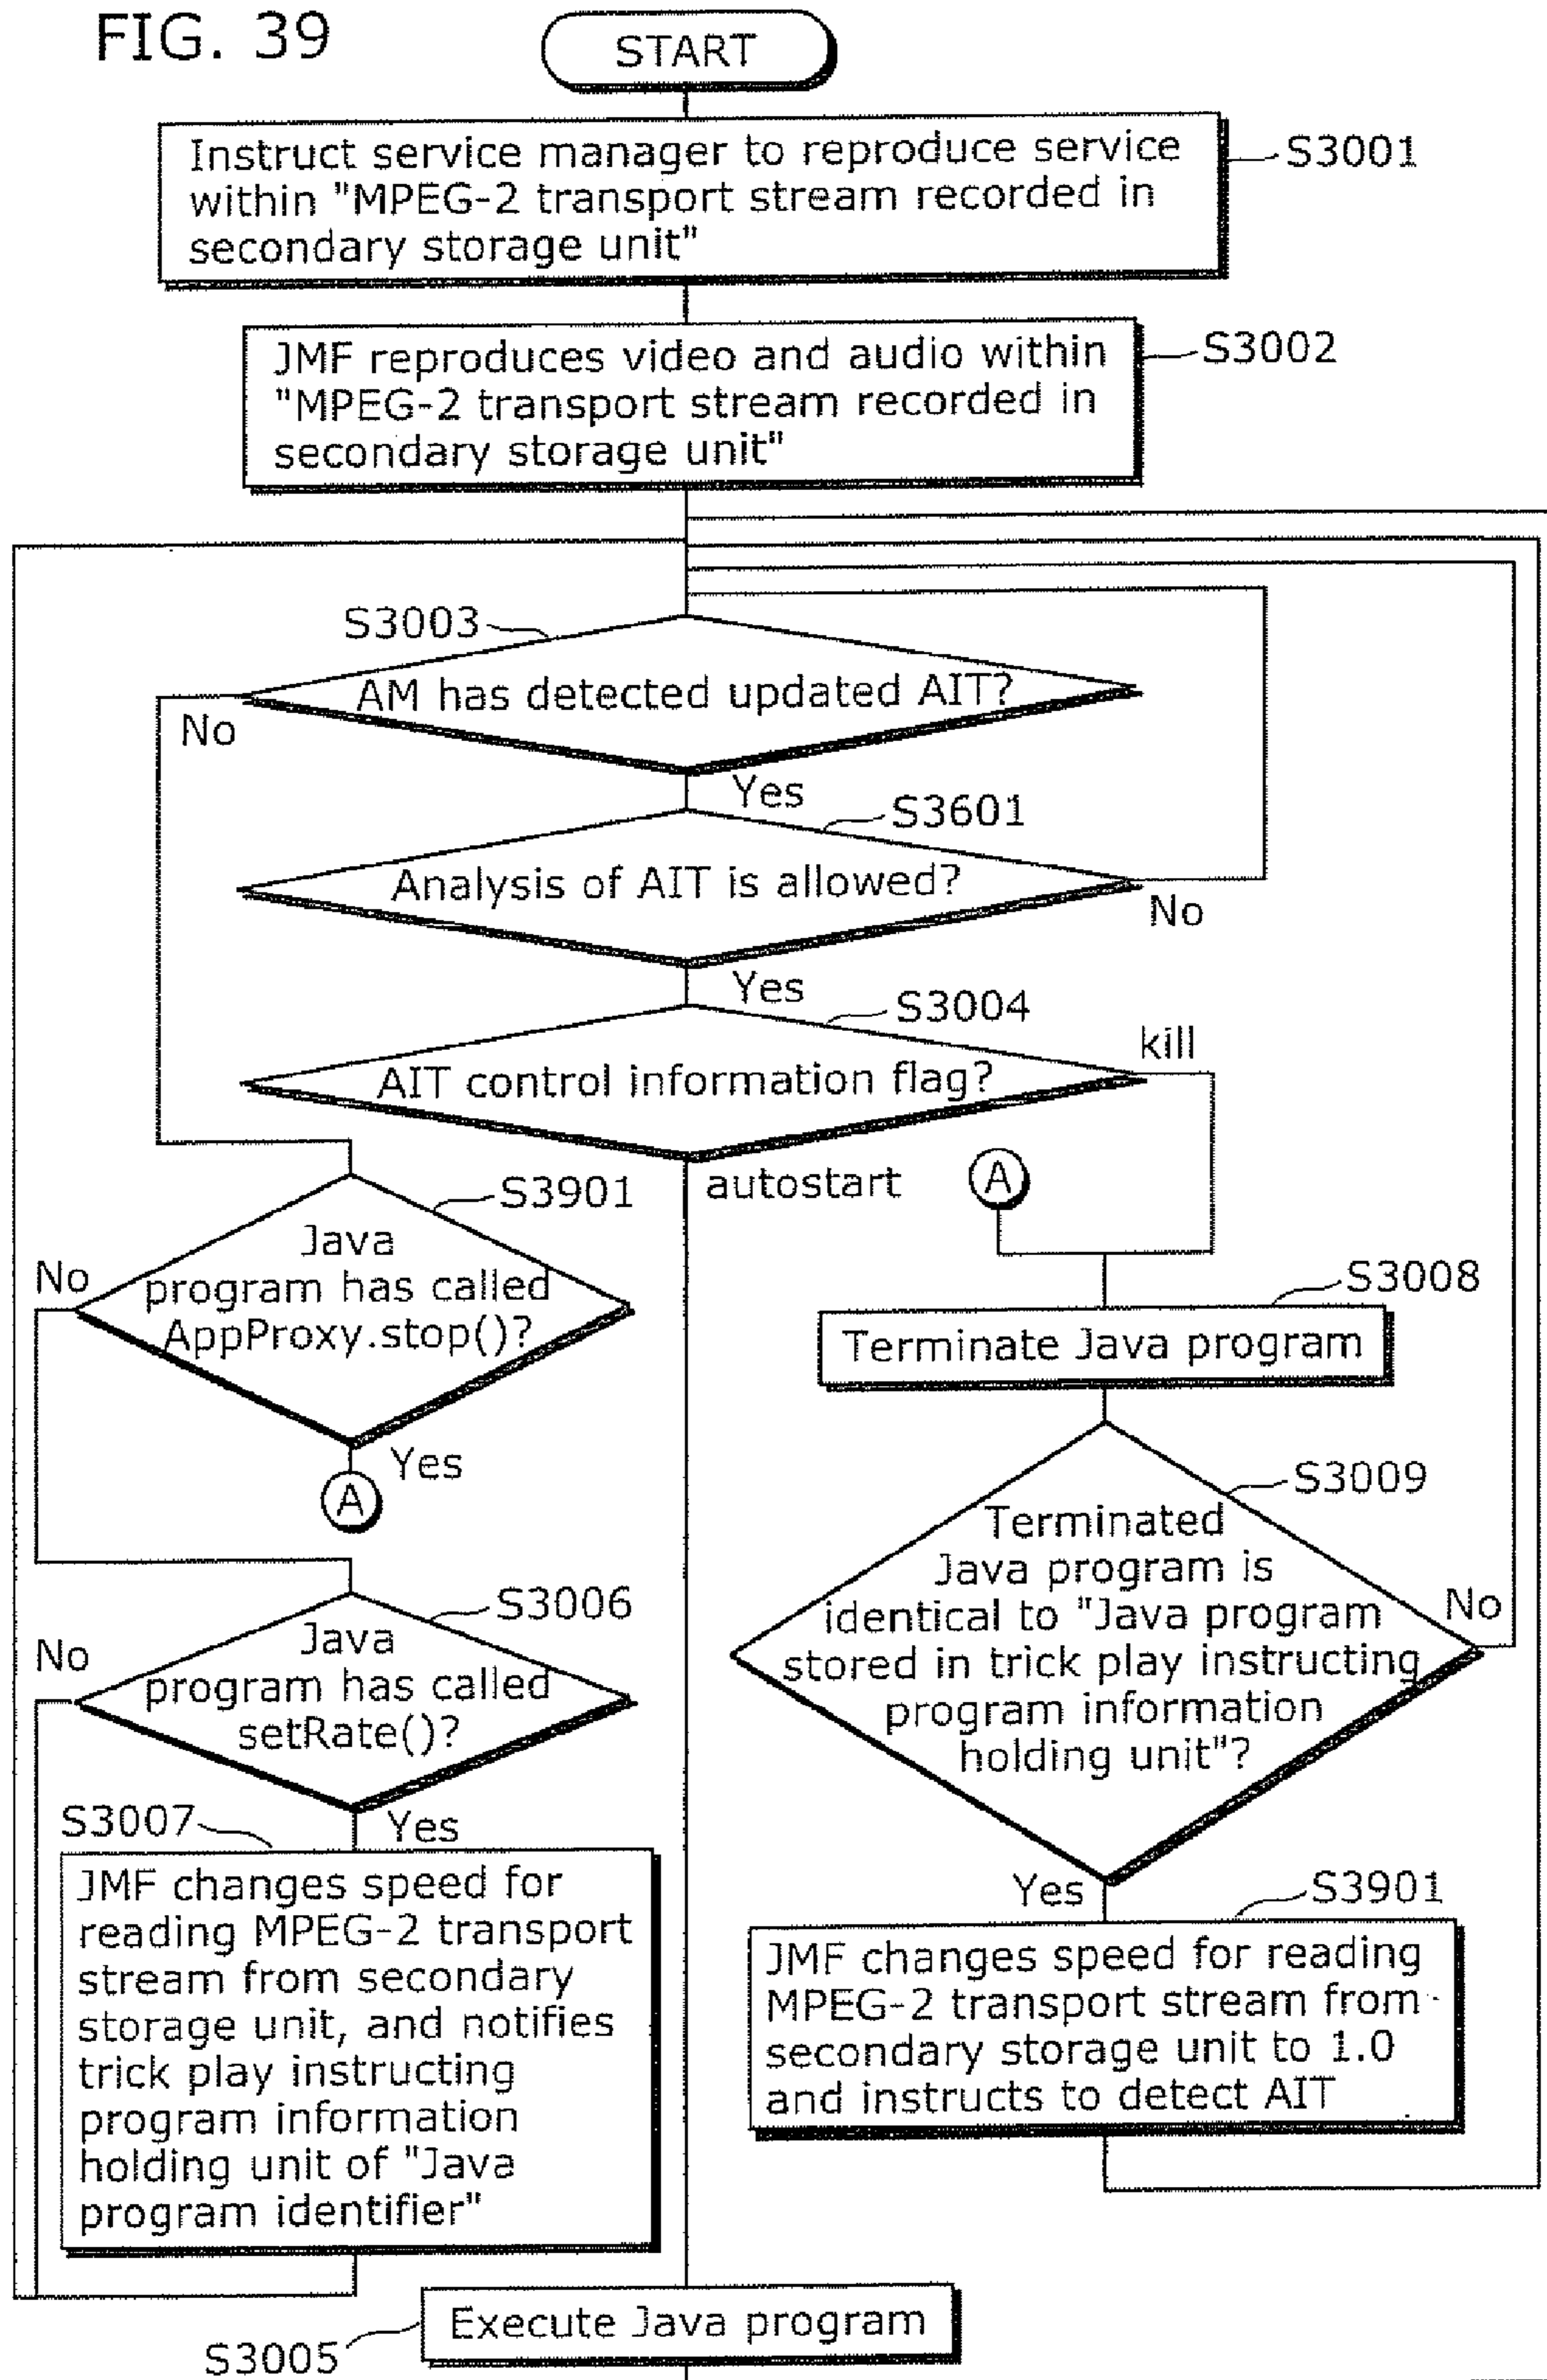 FIG. 39
START
Instruct service manager to reproduce service
within "MPEG-2 transport stream recorded in
secondary storage unit"
S3001
JMF reproduces video and audio within
"MPEG-2 transport stream recorded in
secondary storage unit"
S3002
S3003
AM has detected updated AIT?
No
Yes
S3601
Analysis of AIT is allowed?
No
Yes
S3004
AIT control information flag?
kill
autostart
A
S3901
Java
program has called
AppProxy.stop()?
No
Yes
A
S3008
Terminate Java program
S3009
Terminated
Java program is
identical to "Java program
stored in trick play instructing
program information
holding unit"?
No
Yes
S3006
Java
program has called
setRate()?
No
Yes
S3007
JMF changes speed for
reading MPEG-2 transport
stream from secondary
storage unit, and notifies
trick play instructing
program information
holding unit of "Java
program identifier"
S3901
JMF changes speed for reading
MPEG-2 transport stream from
secondary storage unit to 1.0
and instructs to detect AIT
Execute Java program
S3005